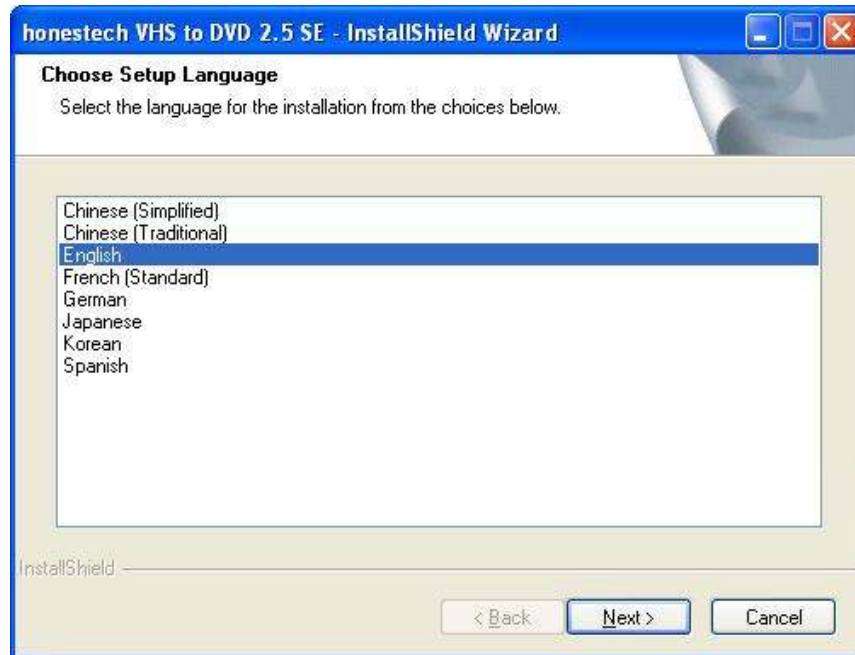 honestech VHS to DVD 2.5 SE - InstallShield Wizard
Choose Setup Language
Select the language for the installation from the choices below.
Chinese (Simplified)
Chinese (Traditional)
English
French (Standard)
German
Japanese
Korean
Spanish
InstallShield
< Back Next > Cancel